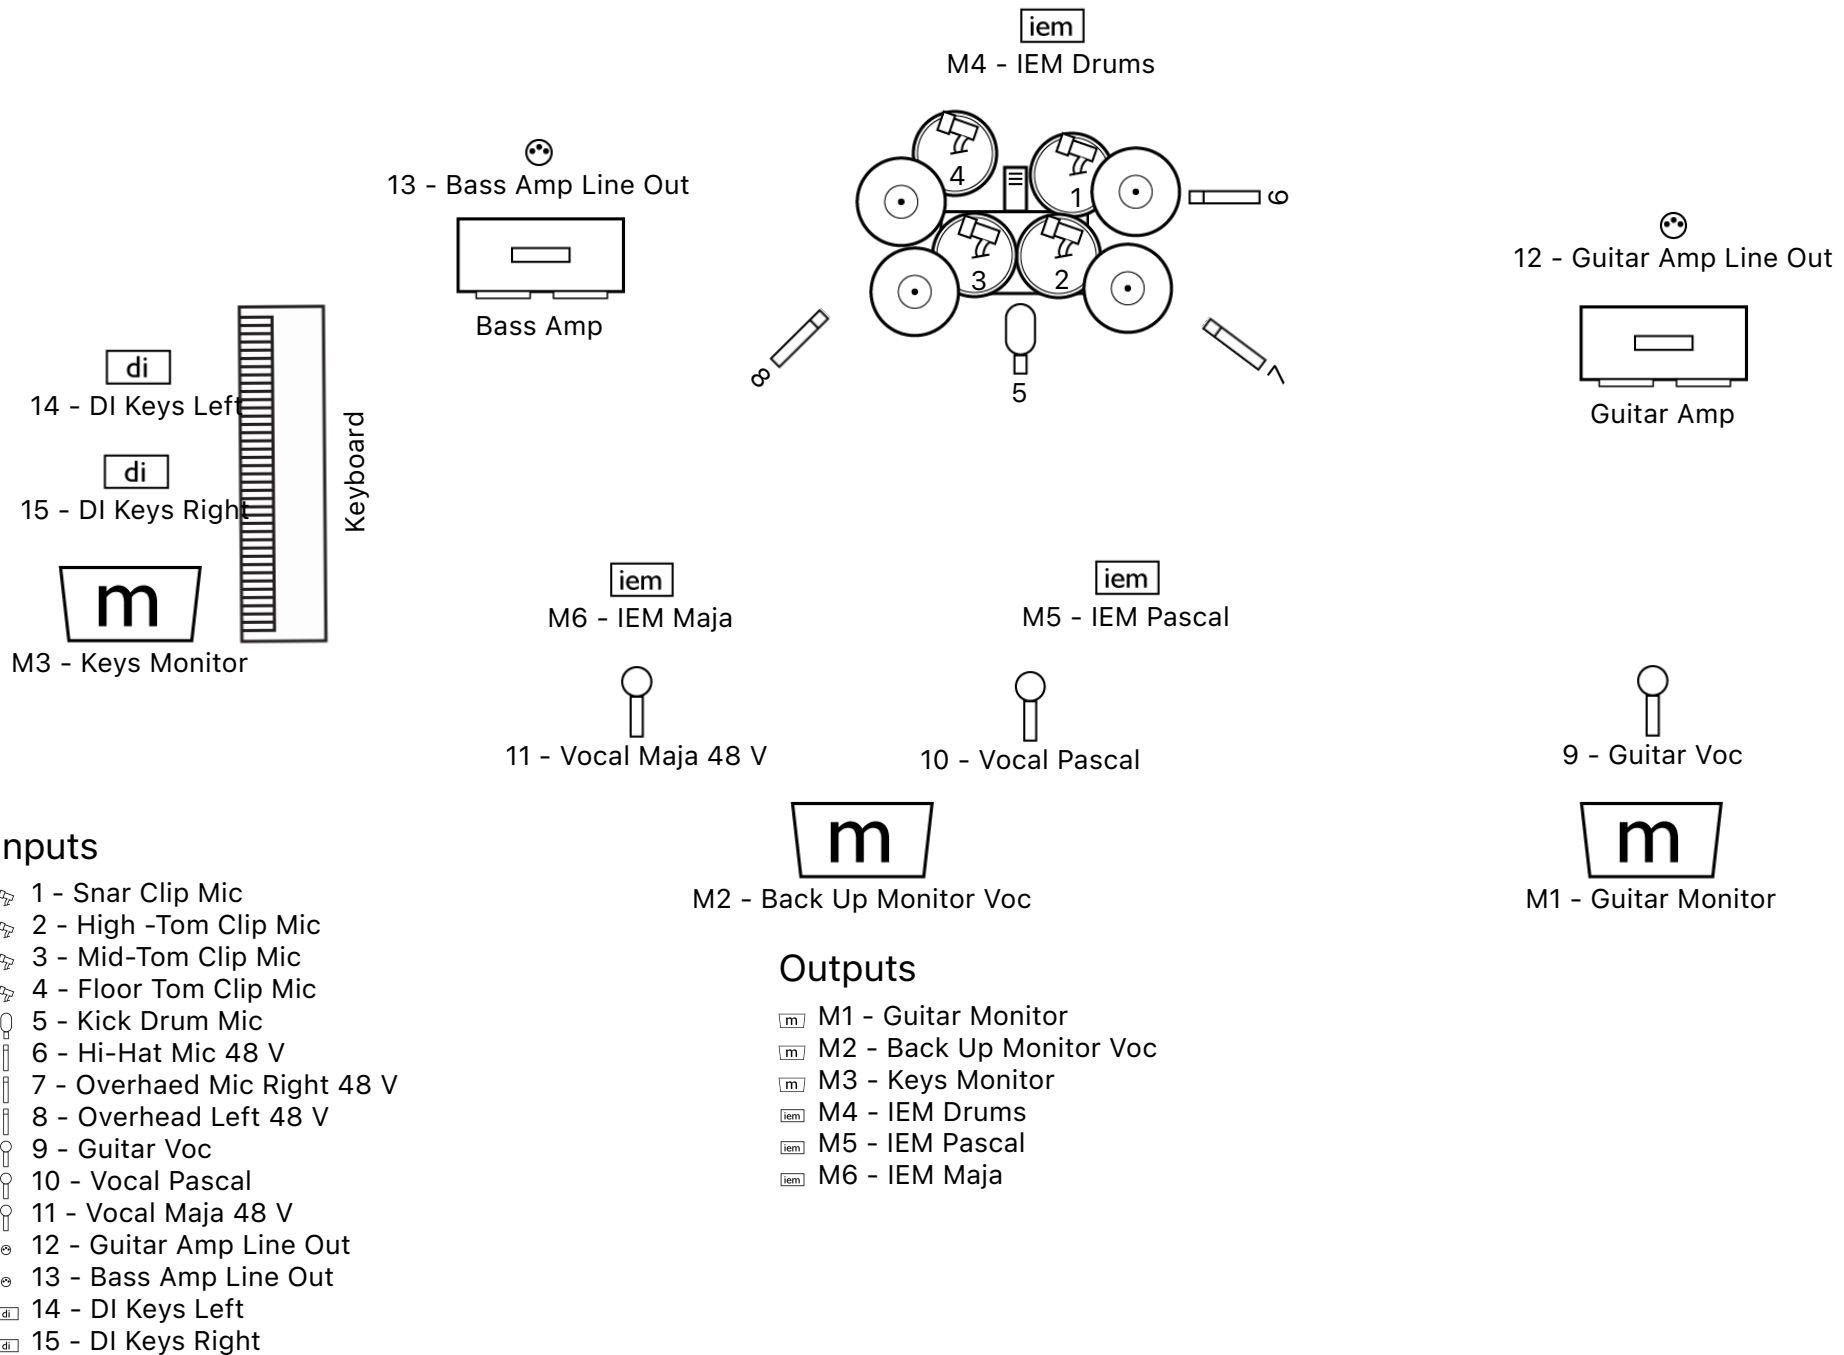 iem
M4 - IEM Drums
4
1
3
2
6
7
8
5
13 - Bass Amp Line Out
Bass Amp
12 - Guitar Amp Line Out
Guitar Amp
di
14 - DI Keys Left
di
15 - DI Keys Right
Keyboard
m
M3 - Keys Monitor
iem
M6 - IEM Maja
iem
M5 - IEM Pascal
11 - Vocal Maja 48 V
10 - Vocal Pascal
9 - Guitar Voc
m
M2 - Back Up Monitor Voc
m
M1 - Guitar Monitor
nputs
1 - Snar Clip Mic
2 - High -Tom Clip Mic
3 - Mid-Tom Clip Mic
4 - Floor Tom Clip Mic
5 - Kick Drum Mic
6 - Hi-Hat Mic 48 V
7 - Overhaed Mic Right 48 V
8 - Overhead Left 48 V
9 - Guitar Voc
10 - Vocal Pascal
11 - Vocal Maja 48 V
12 - Guitar Amp Line Out
13 - Bass Amp Line Out
di 14 - DI Keys Left
di 15 - DI Keys Right
Outputs
m M1 - Guitar Monitor
m M2 - Back Up Monitor Voc
m M3 - Keys Monitor
iem M4 - IEM Drums
iem M5 - IEM Pascal
iem M6 - IEM Maja